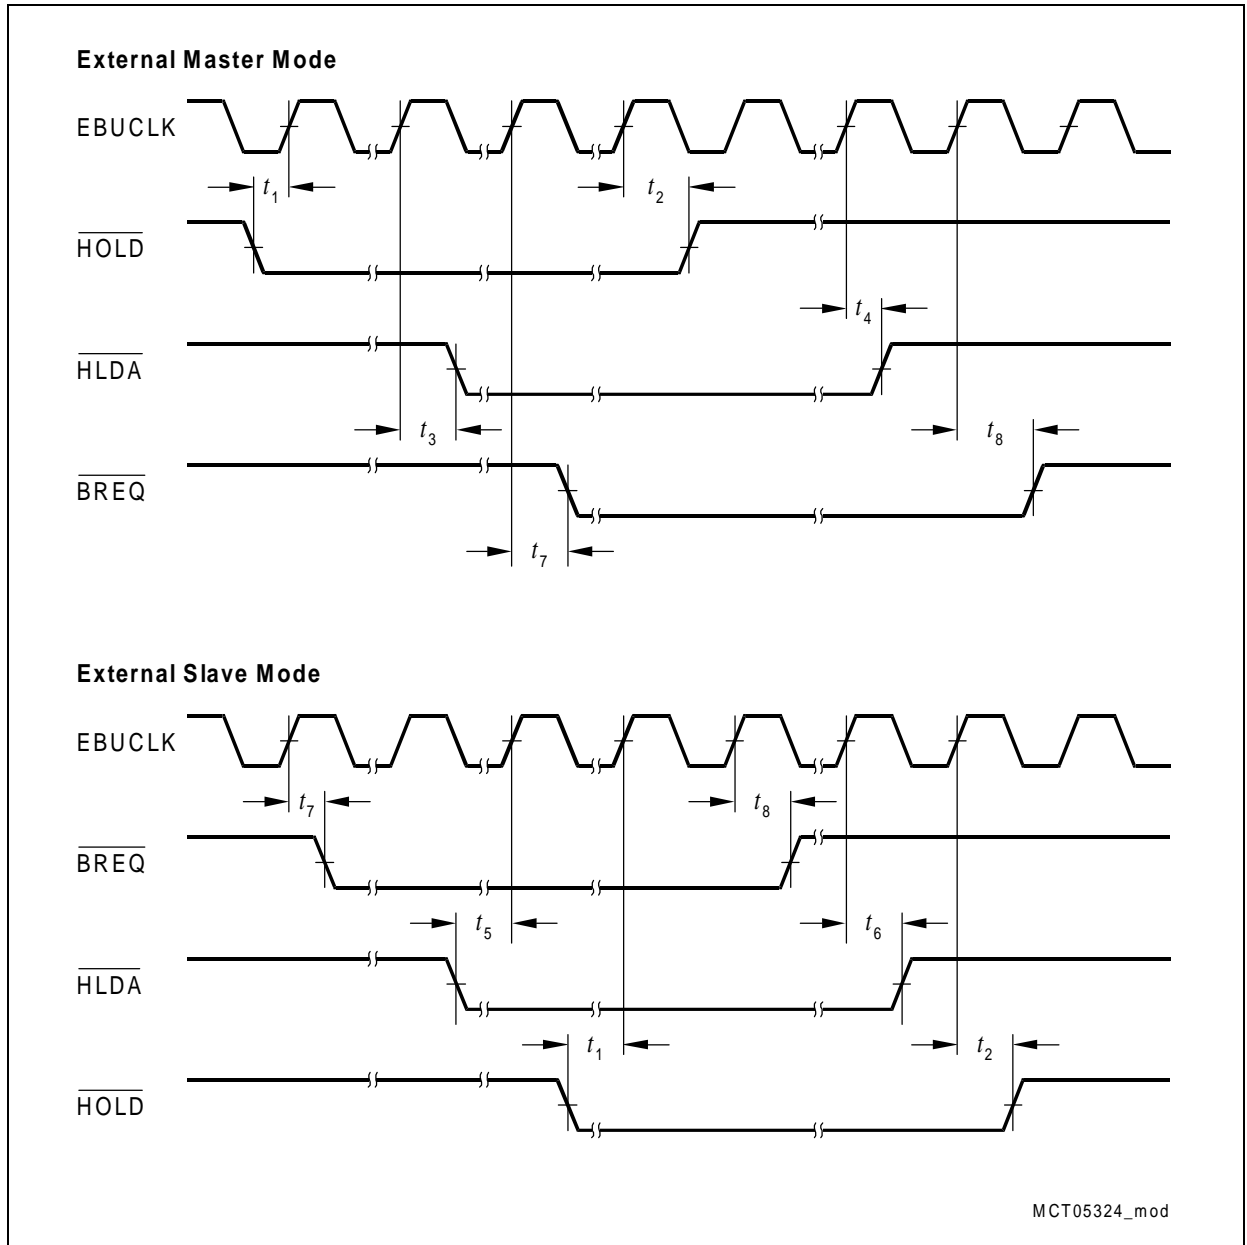 External Master Mode
EBUCLK
t1
t2
HOLD
t4
HLDA
t3
t8
BREQ
t7
External Slave Mode
EBUCLK
t7
t8
BREQ
t5
t6
HLDA
t1
t2
HOLD
MCT05324_mod